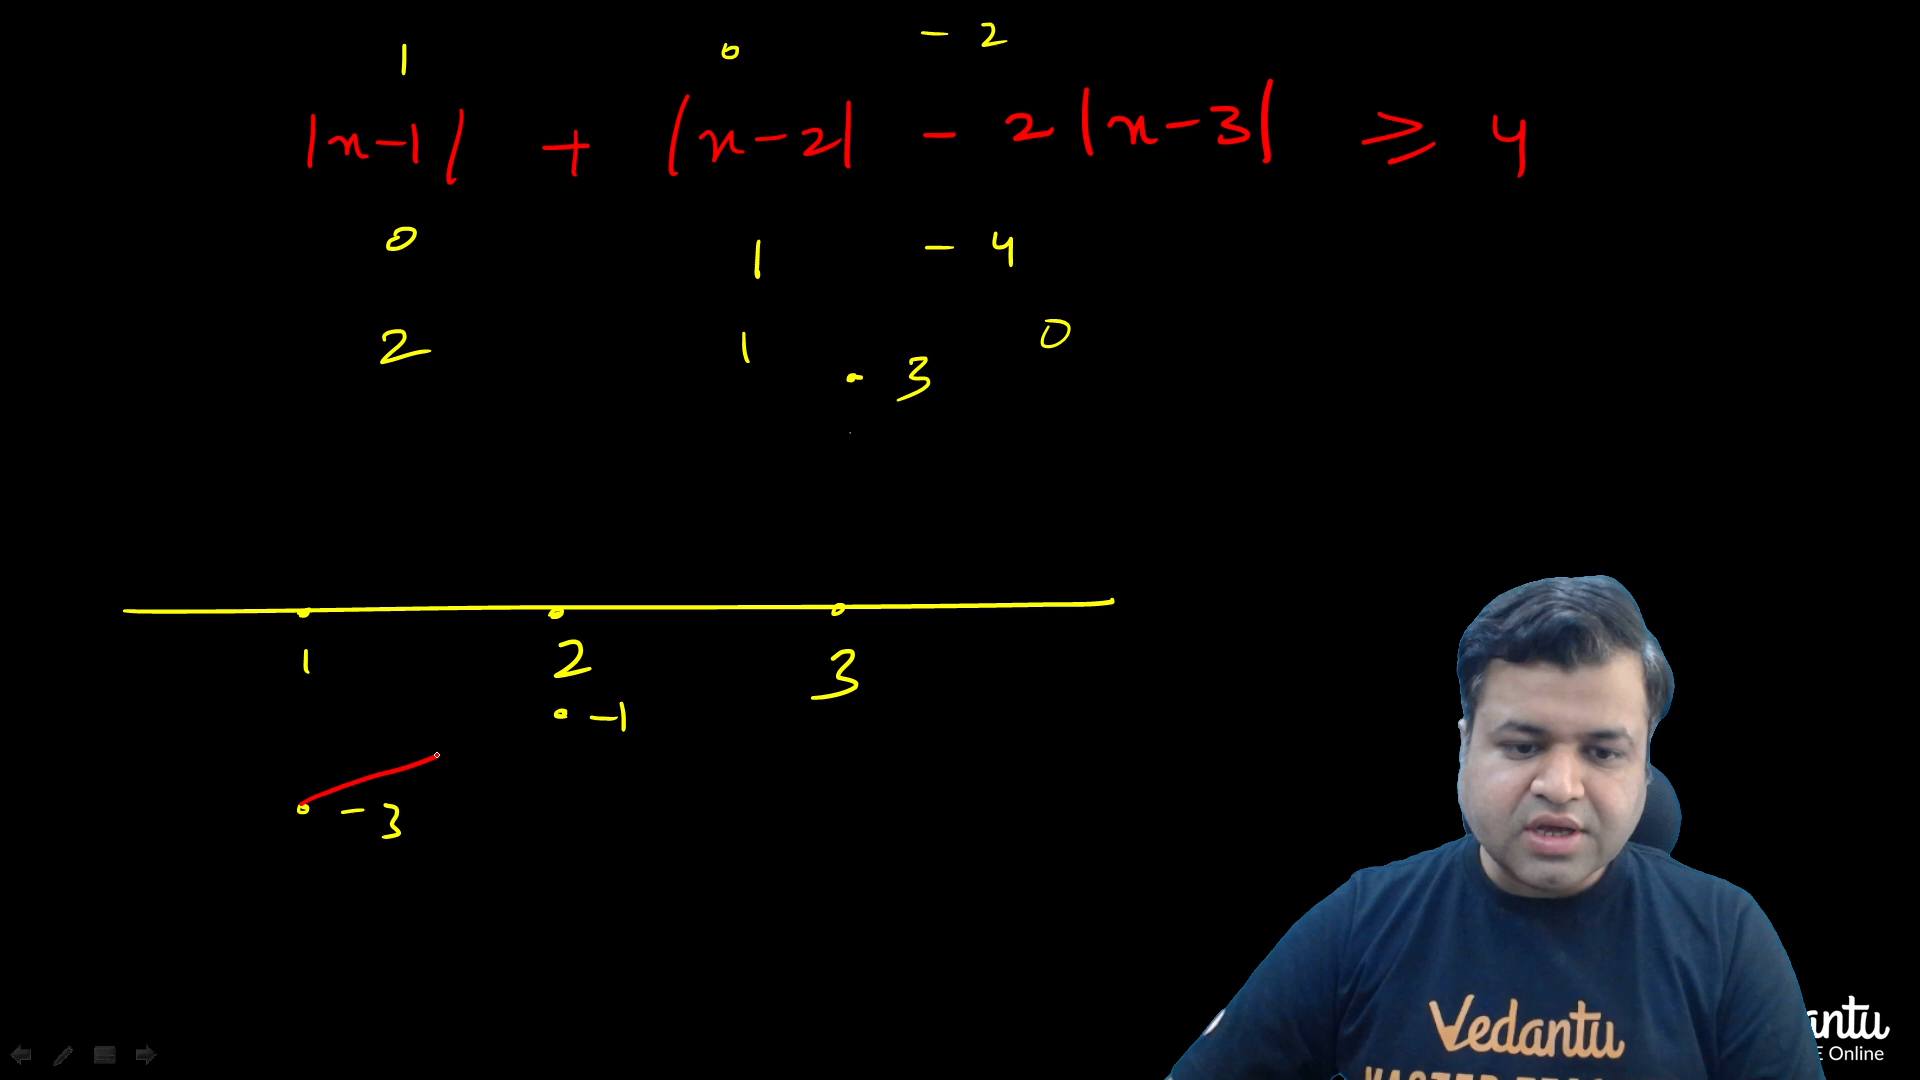 1 0 - 2
|x-1| + |x-2| - 2|x-3| ≥ 4
0 1 - 4
2 1 0
3
1 2 3
-1
-3
Vedantu
Online